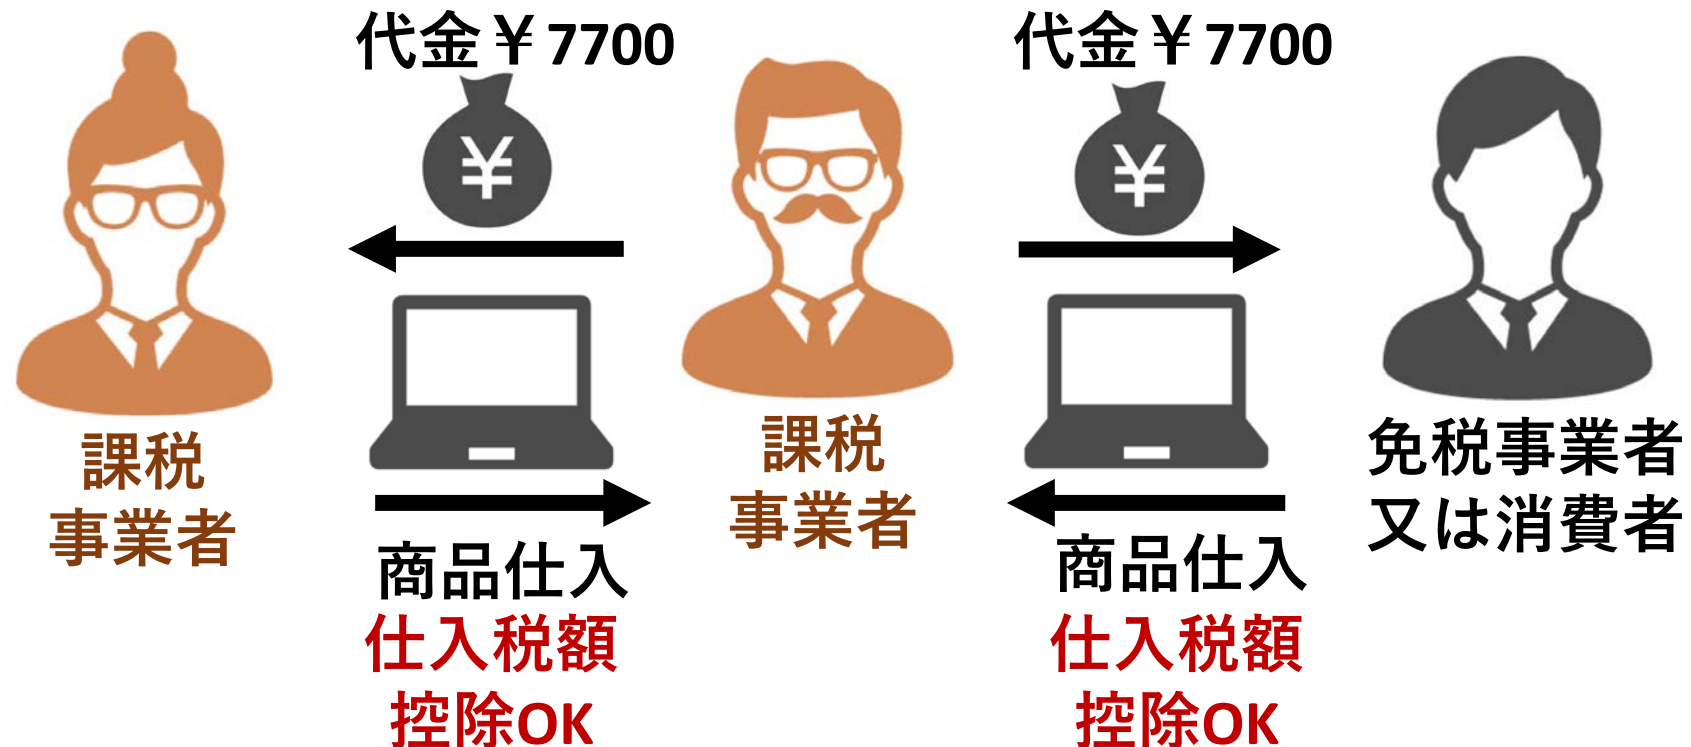 代金￥7700
代金￥7700
¥
¥
課税
事業者
商品仕入
仕入税額
控除OK
課税
事業者
商品仕入
仕入税額
控除OK
免税事業者
又は消費者